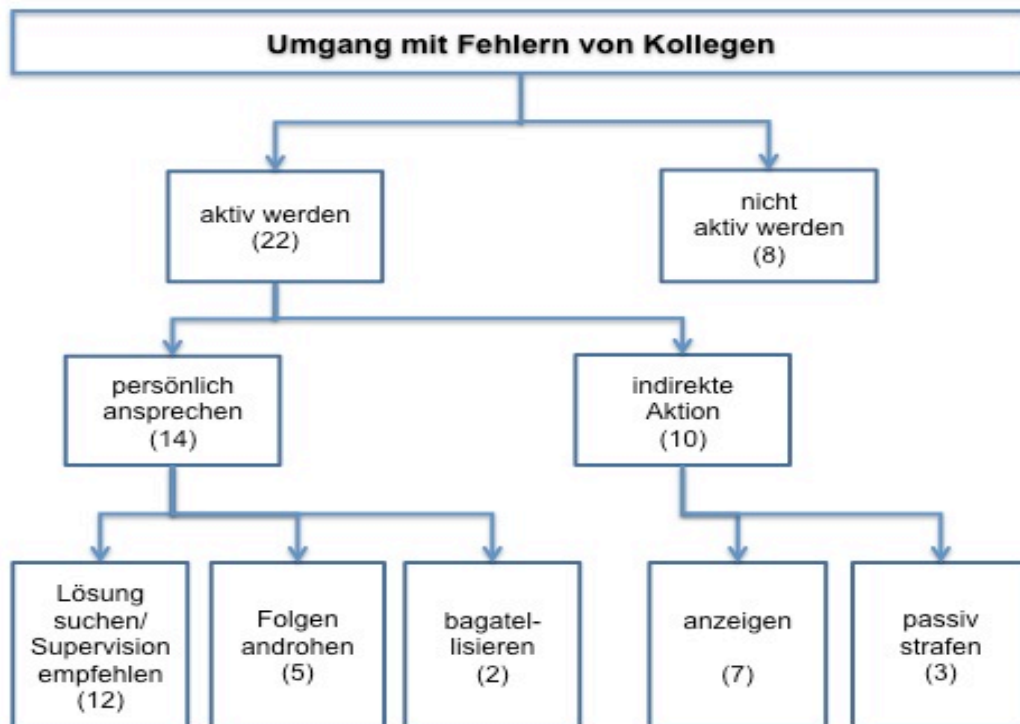 Umgang mit Fehlern von Kollegen
aktiv werden
(22)
nicht
aktiv werden
(8)
persönlich
ansprechen
(14)
indirekte
Aktion
(10)
Lösung
suchen/
Supervision
empfehlen
(12)
Folgen
androhen
(5)
bagatel-
lisieren
(2)
anzeigen
(7)
passiv
strafen
(3)